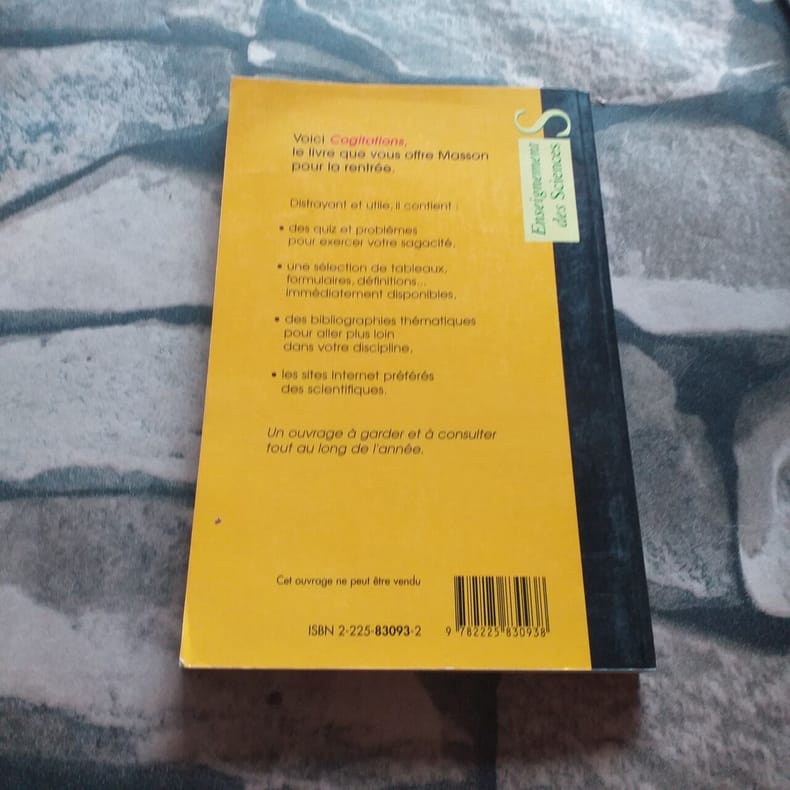 Voici Cogitations,
le livre que vous offre Masson
pour la rentrée.
Distrayant et utile, il contient :
• des quiz et problèmes
pour exercer votre sagacité,
• une sélection de tableaux,
formulaires, définitions...
immédiatement disponibles,
• des bibliographies thématiques
pour aller plus loin
dans votre discipline,
• les sites Internet préférés
des scientifiques.
Un ouvrage à garder et à consulter
tout au long de l'année.
Cet ouvrage ne peut être vendu
ISBN 2-225-83093-2
9 782225 830938
S
Enseignement
des Sciences